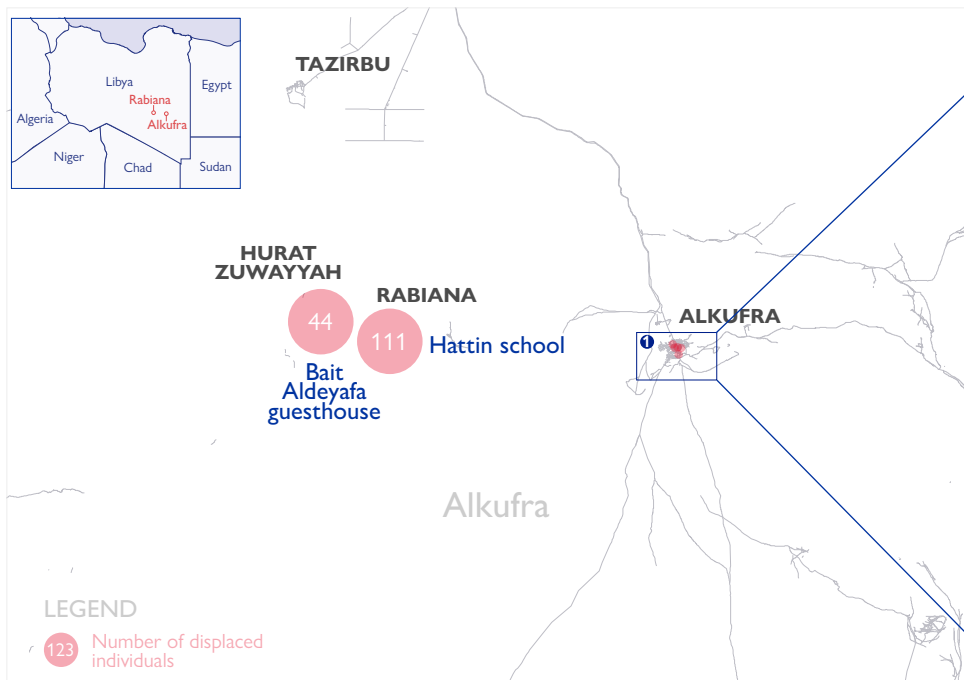 Libya
Egypt
Rabiana
Alkufra
Algeria
Niger
Chad
Sudan
TAZIRBU
HURAT
ZUWAYYAH
RABIANA
44
111
Hattin school
Bait
Aldeyafa
guesthouse
ALKUFRA
1
Alkufra
LEGEND
123
Number of displaced
individuals